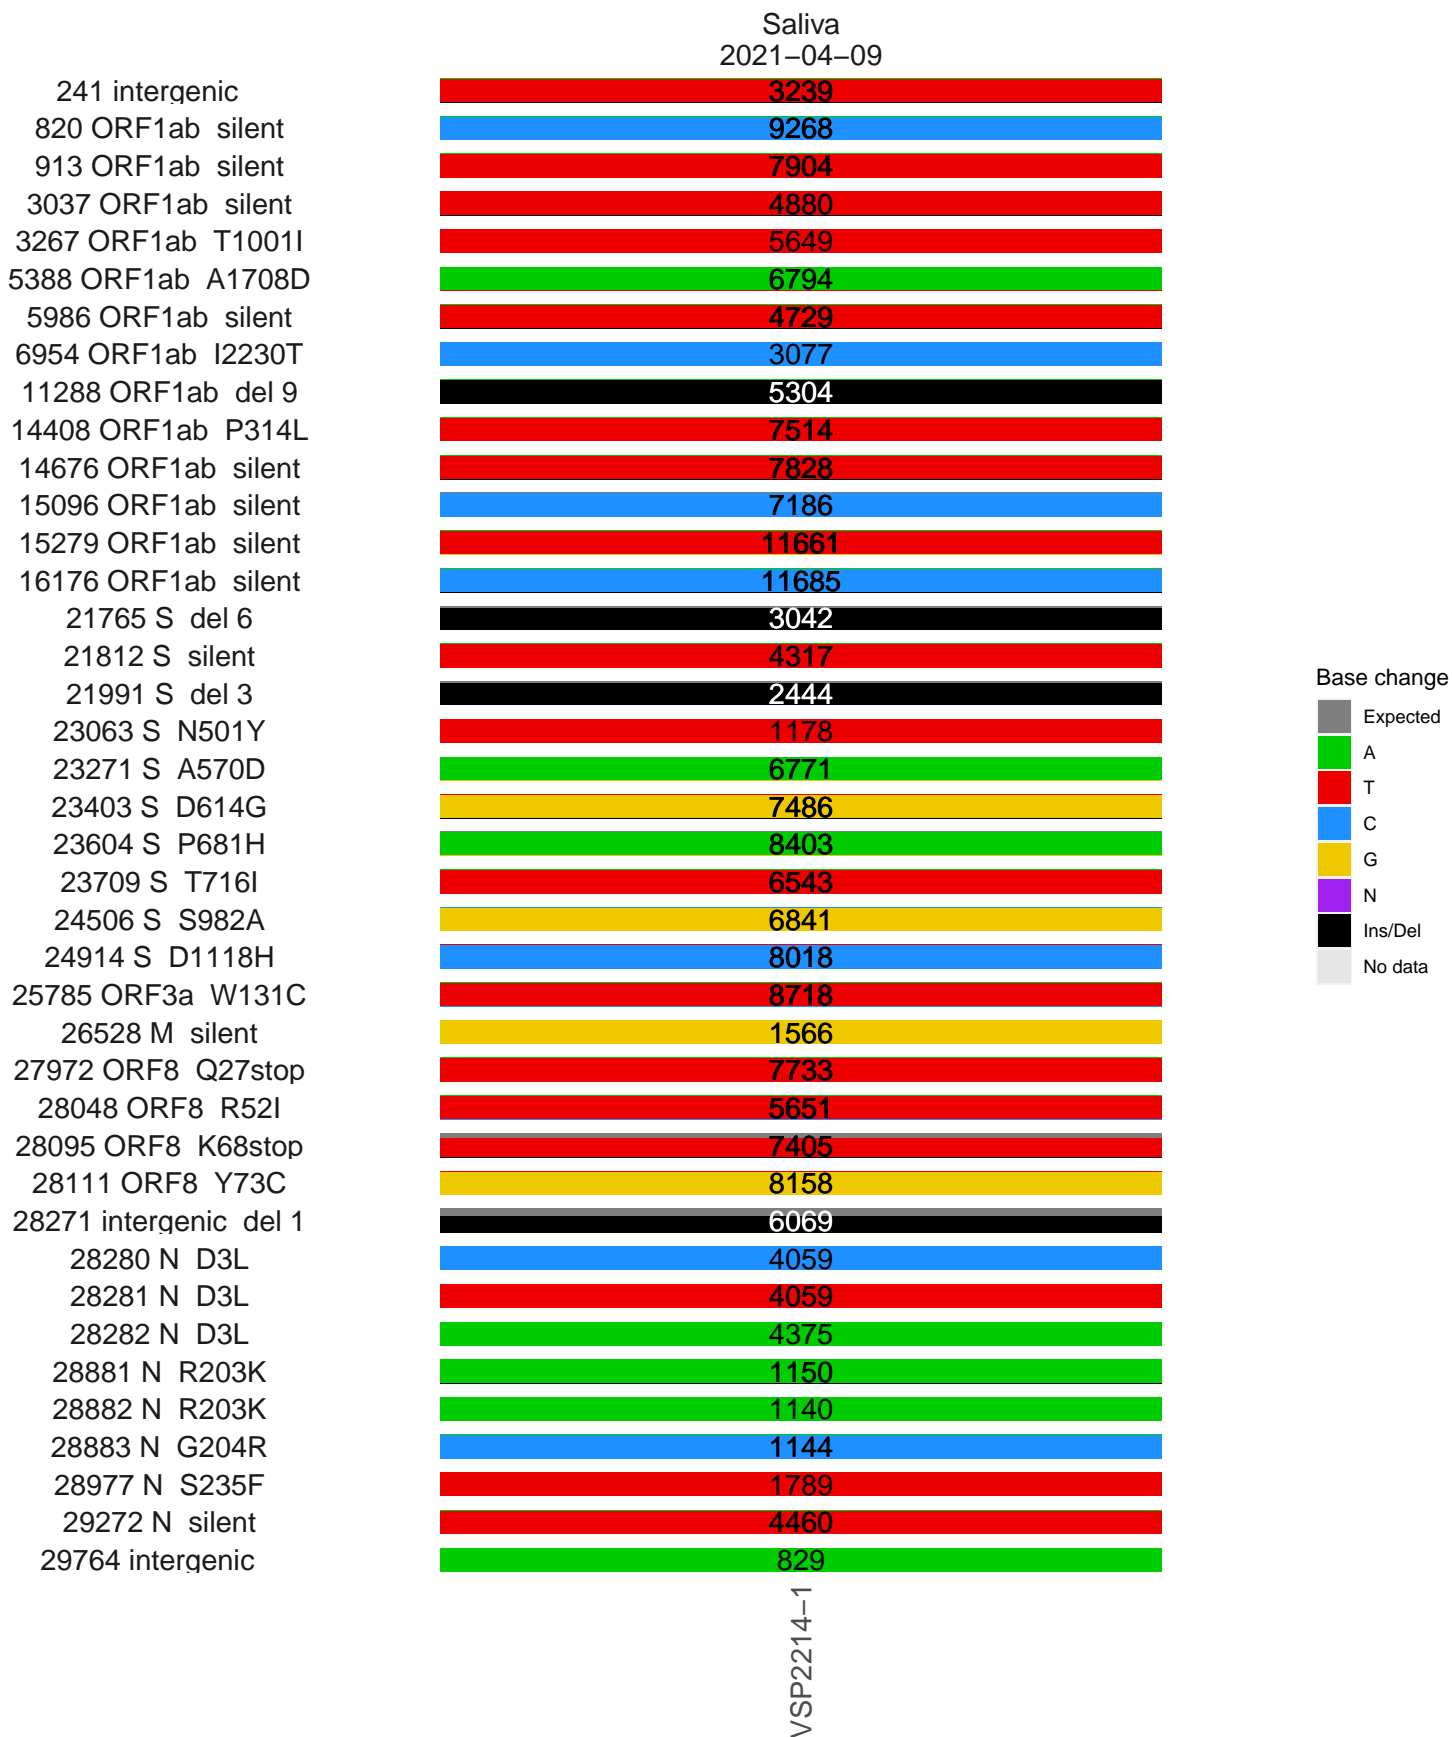 Saliva
2021−04−09
241 intergenic 3239
820 ORF1ab silent 9268
913 ORF1ab silent 7904
3037 ORF1ab silent 4880
3267 ORF1ab T1001I 5649
5388 ORF1ab A1708D 6794
5986 ORF1ab silent 4729
6954 ORF1ab I2230T 3077
11288 ORF1ab del 9 5304
14408 ORF1ab P314L 7514
14676 ORF1ab silent 7828
15096 ORF1ab silent 7186
15279 ORF1ab silent 11661
16176 ORF1ab silent 11685
21765 S del 6 3042
21812 S silent 4317
21991 S del 3 2444
23063 S N501Y 1178
23271 S A570D 6771
23403 S D614G 7486
23604 S P681H 8403
23709 S T716I 6543
24506 S S982A 6841
24914 S D1118H 8018
25785 ORF3a W131C 8718
26528 M silent 1566
27972 ORF8 Q27stop 7733
28048 ORF8 R52I 5651
28095 ORF8 K68stop 7405
28111 ORF8 Y73C 8158
28271 intergenic del 1 6069
28280 N D3L 4059
28281 N D3L 4059
28282 N D3L 4375
28881 N R203K 1150
28882 N R203K 1140
28883 N G204R 1144
28977 N S235F 1789
29272 N silent 4460
29764 intergenic 829
VSP2214−1
Base change
Expected
A
T
C
G
N
Ins/Del
No data